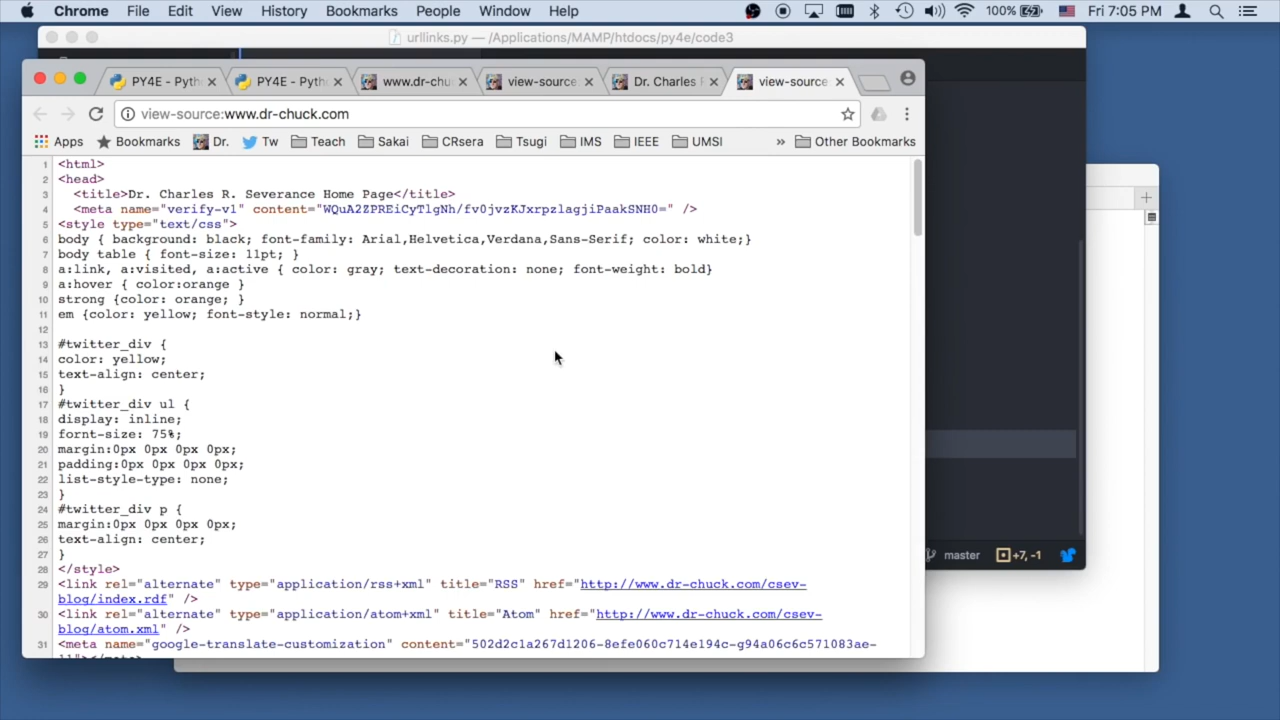 Chrome File Edit View History Bookmarks People Window Help 100% Fri 7:05 PM
urllinks.py — /Applications/MAMP/htdocs/py4e/code3
PY4E - Pyth PY4E - Pyth www.dr-chu view-source: Dr. Charles view-source
view-source:www.dr-chuck.com
Apps Bookmarks Dr. Tw Teach Sakai CRsera Tsugi IMS IEEE UMSI » Other Bookmarks
1 <html>
2 <head>
3 <title>Dr. Charles R. Severance Home Page</title>
4 <meta name="verify-v1" content="WQuA2ZPREiCyTlgNh/fv0jvzKJxrpzlagjiPaakSNH0=" />
5 <style type="text/css">
6 body { background: black; font-family: Arial,Helvetica,Verdana,Sans-Serif; color: white;}
7 body table { font-size: 11pt; }
8 a:link, a:visited, a:active { color: gray; text-decoration: none; font-weight: bold}
9 a:hover { color:orange }
10 strong {color: orange; }
11 em {color: yellow; font-style: normal;}
12
13 #twitter_div {
14 color: yellow;
15 text-align: center;
16 }
17 #twitter_div ul {
18 display: inline;
19 fornt-size: 75%;
20 margin:0px 0px 0px 0px;
21 padding:0px 0px 0px 0px;
22 list-style-type: none;
23 }
24 #twitter_div p {
25 margin:0px 0px 0px 0px;
26 text-align: center;
27 }
28 </style>
29 <link rel="alternate" type="application/rss+xml" title="RSS" href="http://www.dr-chuck.com/csev-
blog/index.rdf" />
30 <link rel="alternate" type="application/atom+xml" title="Atom" href="http://www.dr-chuck.com/csev-
blog/atom.xml" />
31 <meta name="google-translate-customization" content="502d2c1a267d1206-8efe060c714e194c-g94a06c6c571083ae-
master +7, -1